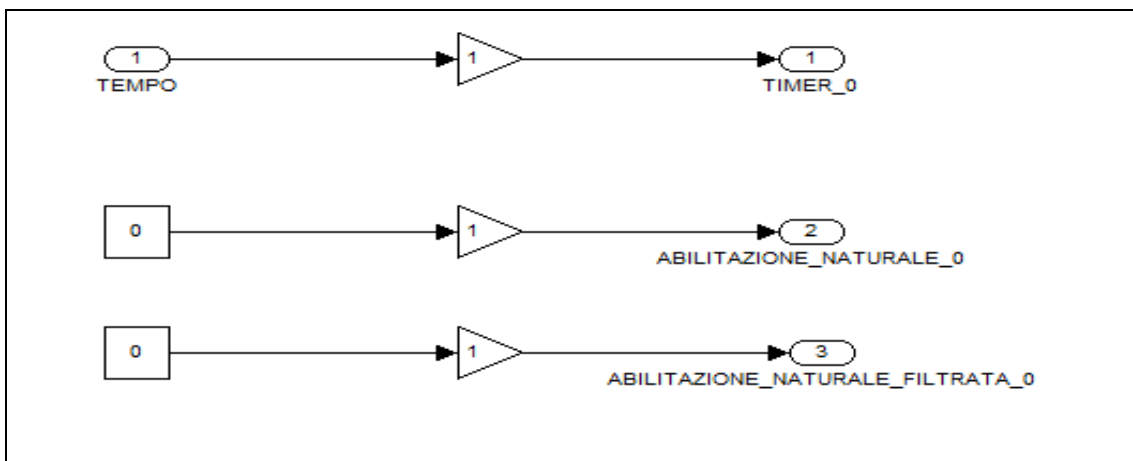 1 1 1
TEMPO TIMER_0
0 1 2
ABILITAZIONE_NATURALE_0
0 1 3
ABILITAZIONE_NATURALE_FILTRATA_0